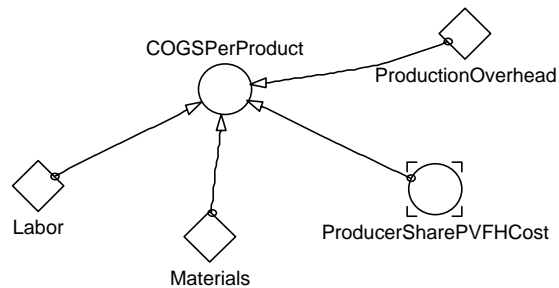 COGSPerProduct
ProductionOverhead
Labor
ProducerSharePVFHCost
Materials